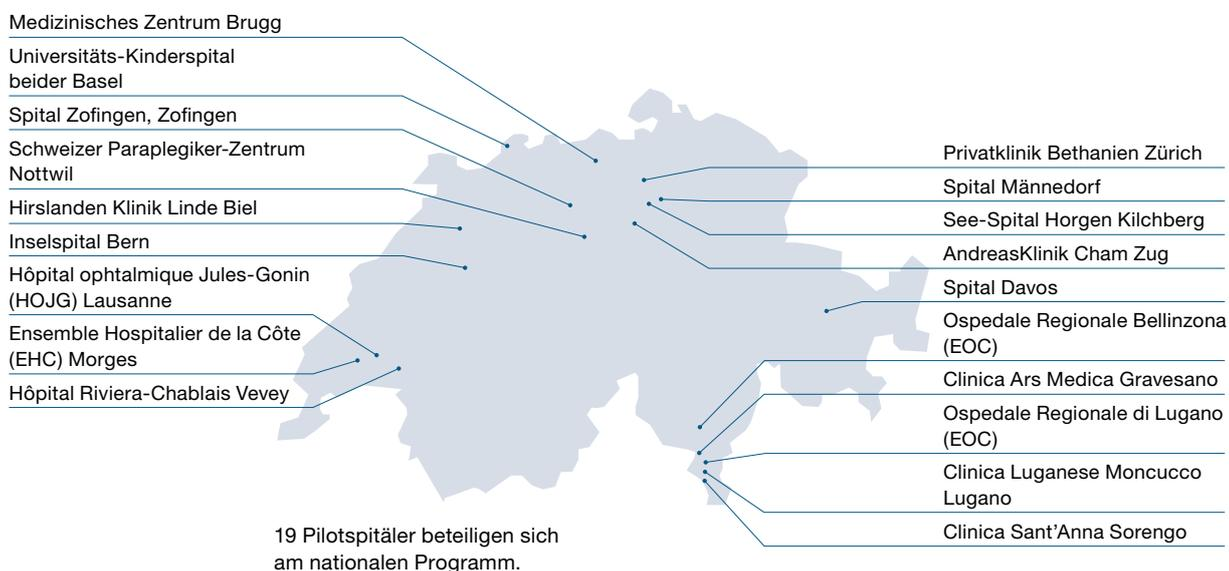 Medizinisches Zentrum Brugg
Universitäts-Kinderspital
beider Basel
Spital Zofingen, Zofingen
Schweizer Paraplegiker-Zentrum
Nottwil
Hirslanden Klinik Linde Biel
Inselspital Bern
Hôpital ophtalmique Jules-Gonin
(HOJG) Lausanne
Ensemble Hospitalier de la Côte
(EHC) Morges
Hôpital Riviera-Chablais Vevey
Privatklinik Bethanien Zürich
Spital Männedorf
See-Spital Horgen Kilchberg
AndreasKlinik Cham Zug
Spital Davos
Ospedale Regionale Bellinzona
(EOC)
Clinica Ars Medica Gravesano
Ospedale Regionale di Lugano
(EOC)
Clinica Luganese Moncucco
Lugano
Clinica Sant'Anna Sorengo
19 Pilotspitäler beteiligen sich
am nationalen Programm.